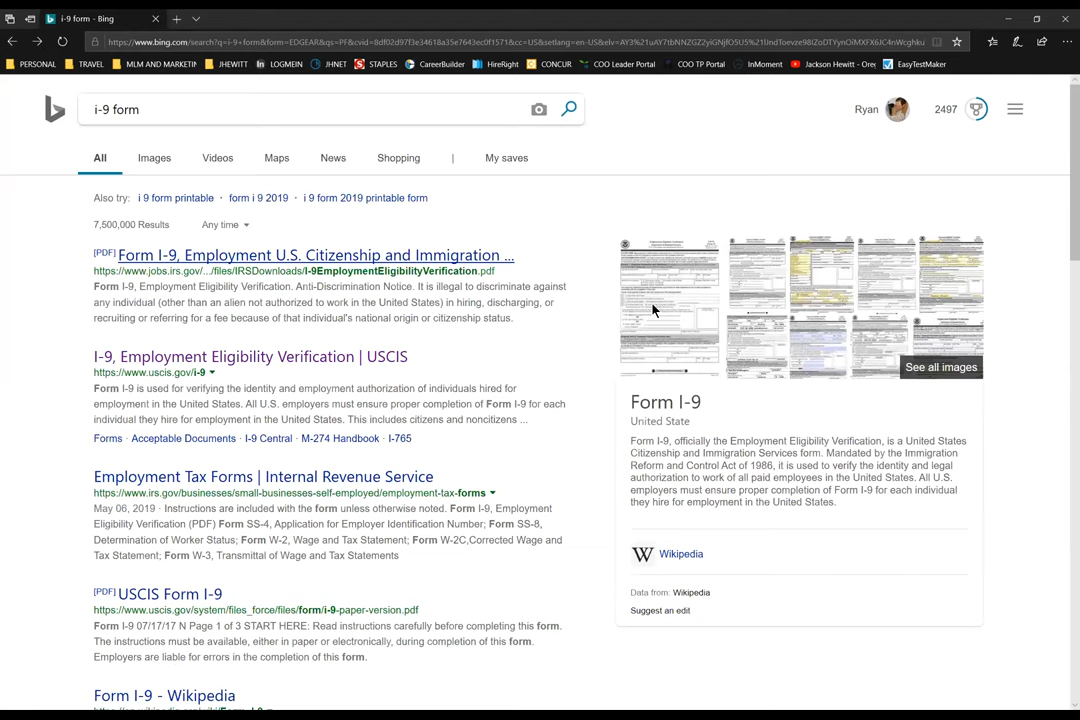 i-9 form - Bing
https://www.bing.com/search?q=i-9+form&form=EDGEAR&qs=PF&cvid=8df02d97f3e34618a35e7643ec0f1571&cc=US&setlang=en-US
PERSONAL TRAVEL MLM AND MARKETIN JHEWITT LOGMEIN JHNET STAPLES CareerBuilder HireRight CONCUR COO Leader Portal COO TP Portal InMoment Jackson Hewitt - Oreg EasyTestMaker
i-9 form
Ryan 2497
All Images Videos Maps News Shopping | My saves
Also try: i 9 form printable · form i 9 2019 · i 9 form 2019 printable form
7,500,000 Results Any time
[PDF] Form I-9, Employment U.S. Citizenship and Immigration ...
https://www.jobs.irs.gov/.../files/IRSDownloads/I-9EmploymentEligibilityVerification.pdf
Form I-9, Employment Eligibility Verification. Anti-Discrimination Notice. It is illegal to discriminate against
any individual (other than an alien not authorized to work in the United States) in hiring, discharging, or
recruiting or referring for a fee because of that individual's national origin or citizenship status.
I-9, Employment Eligibility Verification | USCIS
https://www.uscis.gov/i-9
Form I-9 is used for verifying the identity and employment authorization of individuals hired for
employment in the United States. All U.S. employers must ensure proper completion of Form I-9 for each
individual they hire for employment in the United States. This includes citizens and noncitizens ...
Forms · Acceptable Documents · I-9 Central · M-274 Handbook · I-765
Employment Tax Forms | Internal Revenue Service
https://www.irs.gov/businesses/small-businesses-self-employed/employment-tax-forms
May 06, 2019 · Instructions are included with the form unless otherwise noted. Form I-9, Employment
Eligibility Verification (PDF) Form SS-4, Application for Employer Identification Number; Form SS-8,
Determination of Worker Status; Form W-2, Wage and Tax Statement; Form W-2C,Corrected Wage and
Tax Statement; Form W-3, Transmittal of Wage and Tax Statements
[PDF] USCIS Form I-9
https://www.uscis.gov/system/files_force/files/form/i-9-paper-version.pdf
Form I-9 07/17/17 N Page 1 of 3 START HERE: Read instructions carefully before completing this form.
The instructions must be available, either in paper or electronically, during completion of this form.
Employers are liable for errors in the completion of this form.
Form I-9 - Wikipedia
See all images
Form I-9
United State
Form I-9, officially the Employment Eligibility Verification, is a United States
Citizenship and Immigration Services form. Mandated by the Immigration
Reform and Control Act of 1986, it is used to verify the identity and legal
authorization to work of all paid employees in the United States. All U.S.
employers must ensure proper completion of Form I-9 for each individual
they hire for employment in the United States.
W Wikipedia
Data from: Wikipedia
Suggest an edit